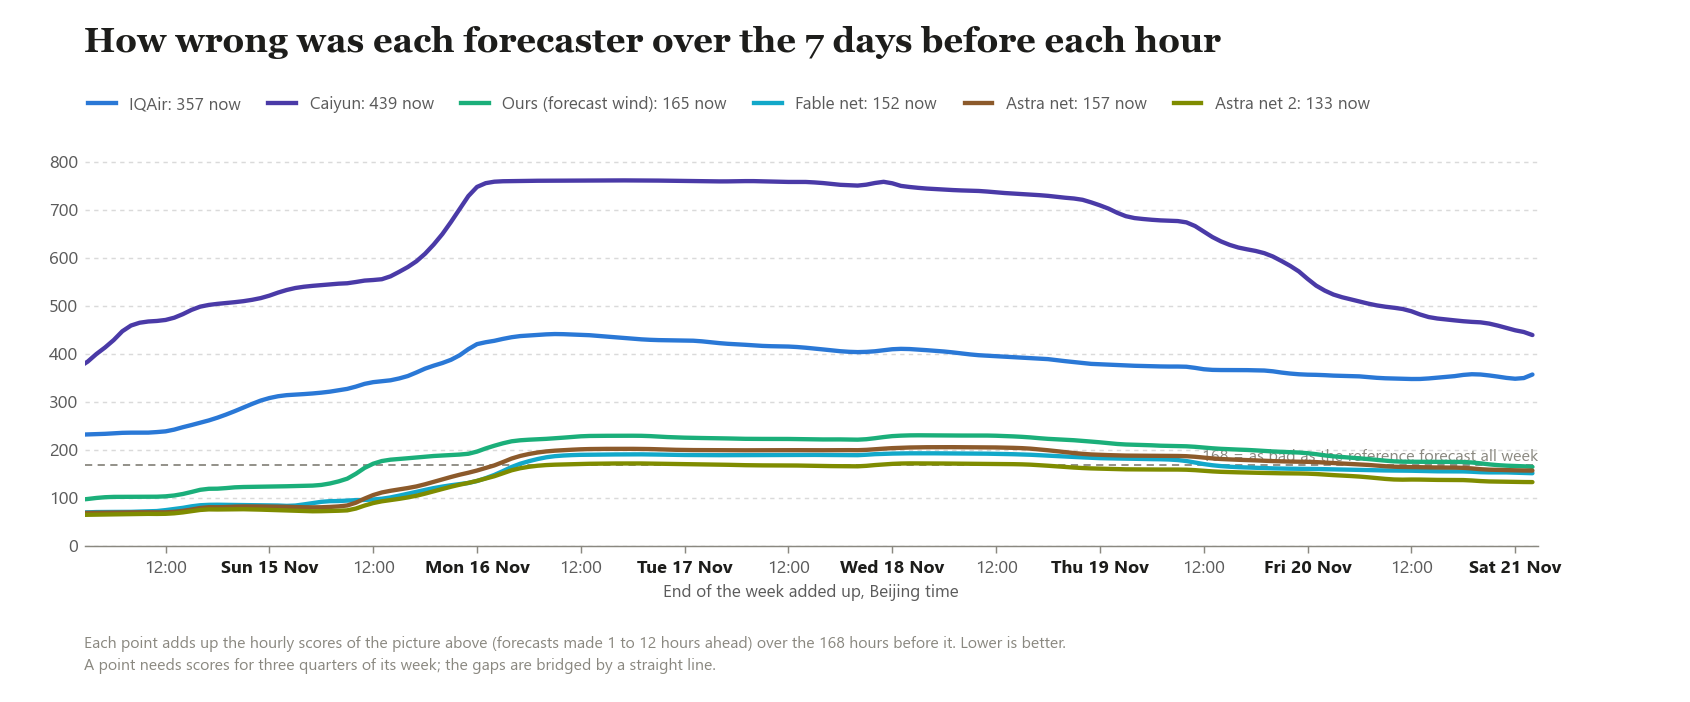 How wrong was each forecaster over the 7 days before each hour
IQAir: 357 now Caiyun: 439 now Ours (forecast wind): 165 now Fable net: 152 now Astra net: 157 now Astra net 2: 133 now
800
700
600
500
400
300
200
168 = as bad as the reference forecast all week
100
0
12:00 Sun 15 Nov 12:00 Mon 16 Nov 12:00 Tue 17 Nov 12:00 Wed 18 Nov 12:00 Thu 19 Nov 12:00 Fri 20 Nov 12:00 Sat 21 Nov
End of the week added up, Beijing time
Each point adds up the hourly scores of the picture above (forecasts made 1 to 12 hours ahead) over the 168 hours before it. Lower is better.
A point needs scores for three quarters of its week; the gaps are bridged by a straight line.